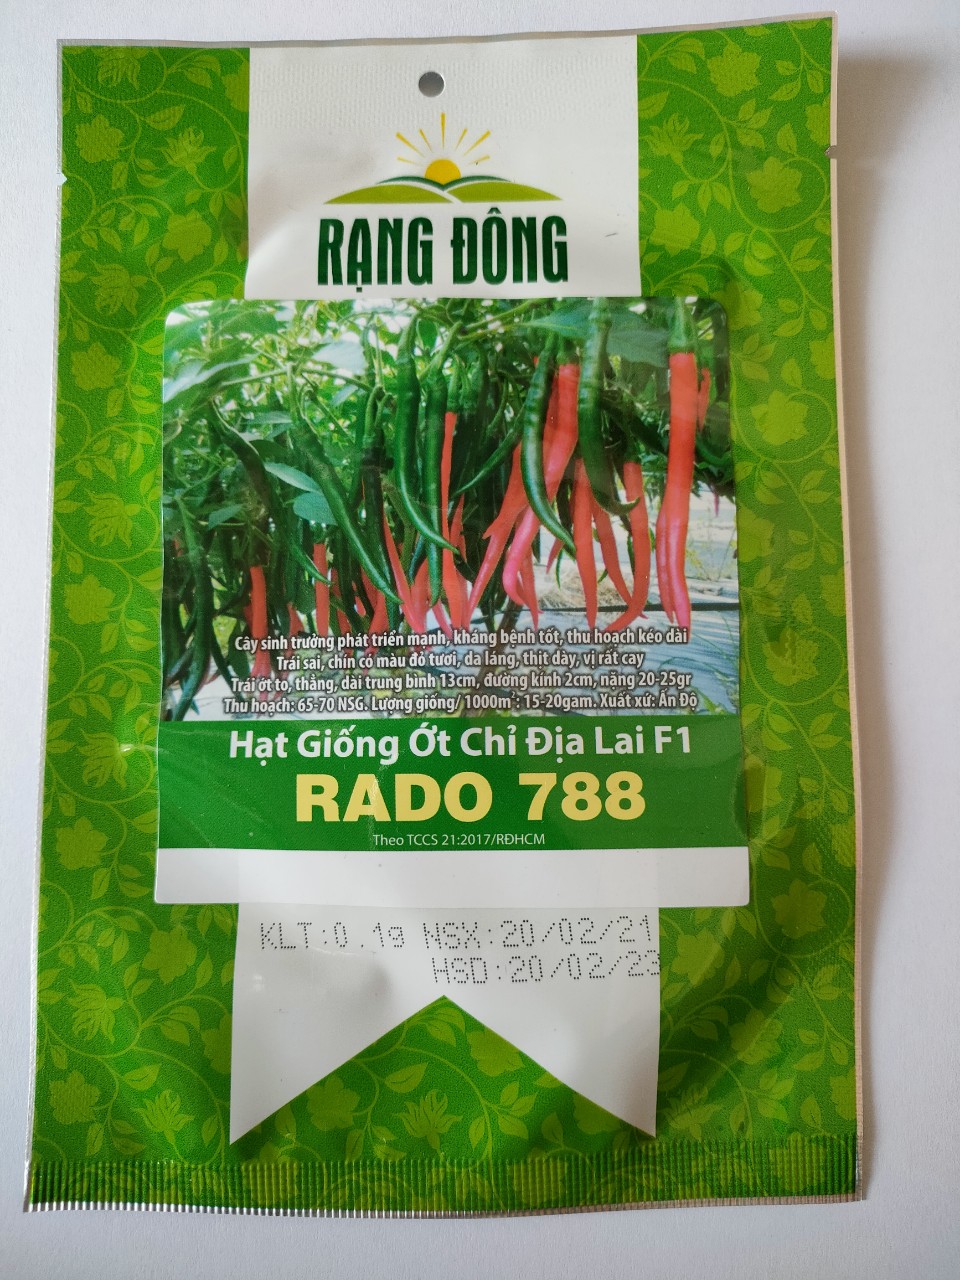 RẠNG ĐÔNG
Cây sinh trưởng phát triển mạnh, kháng bệnh tốt, thu hoạch kéo dài
Trái sai, chín có màu đỏ tươi, da láng, thịt dày, vị rất cay
Trái ớt to, thẳng, dài trung bình 13cm, đường kính 2cm, nặng 20-25gr
Thu hoạch: 65-70 NSG. Lượng giống/ 1000m²: 15-20gam. Xuất xứ: Ấn Độ
Hạt Giống Ớt Chỉ Địa Lai F1
RADO 788
Theo TCCS 21:2017/RĐHCM
KLT:0.1g NSX:20/02/21
HSD:20/02/23